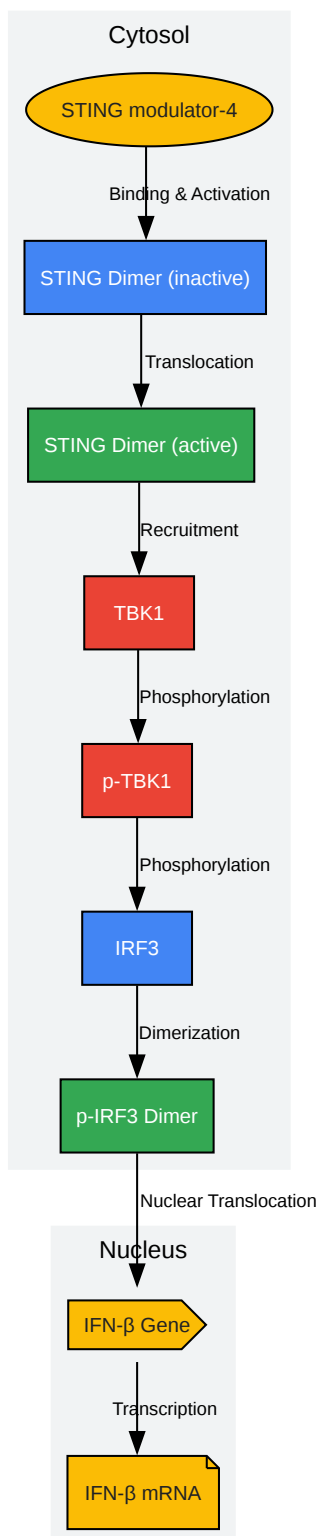 Cytosol
STING modulator-4
Binding & Activation
STING Dimer (inactive)
Translocation
STING Dimer (active)
Recruitment
TBK1
Phosphorylation
p-TBK1
Phosphorylation
IRF3
Dimerization
p-IRF3 Dimer
Nuclear Translocation
Nucleus
IFN-β Gene
Transcription
IFN-β mRNA